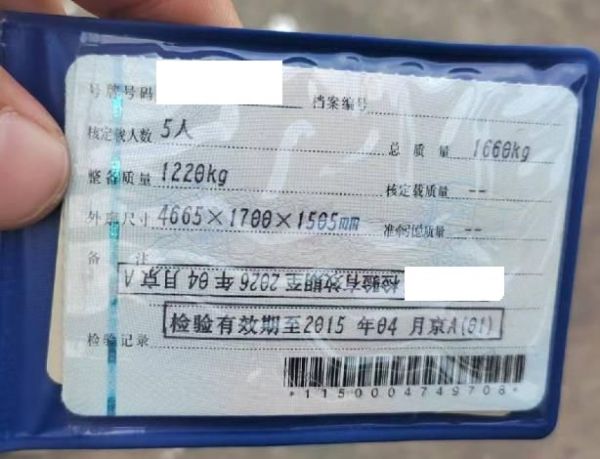 号牌号码 档案编号
核定载人数 5人 总质量 1660kg
整备质量 1220kg 核定载质量 --
外廓尺寸 4665×1700×1505mm 准牵引总质量 --
备注
检验有效期至2026年04月京A
检验有效期至2015年04月京A(01)
检验记录
*1150004749708*